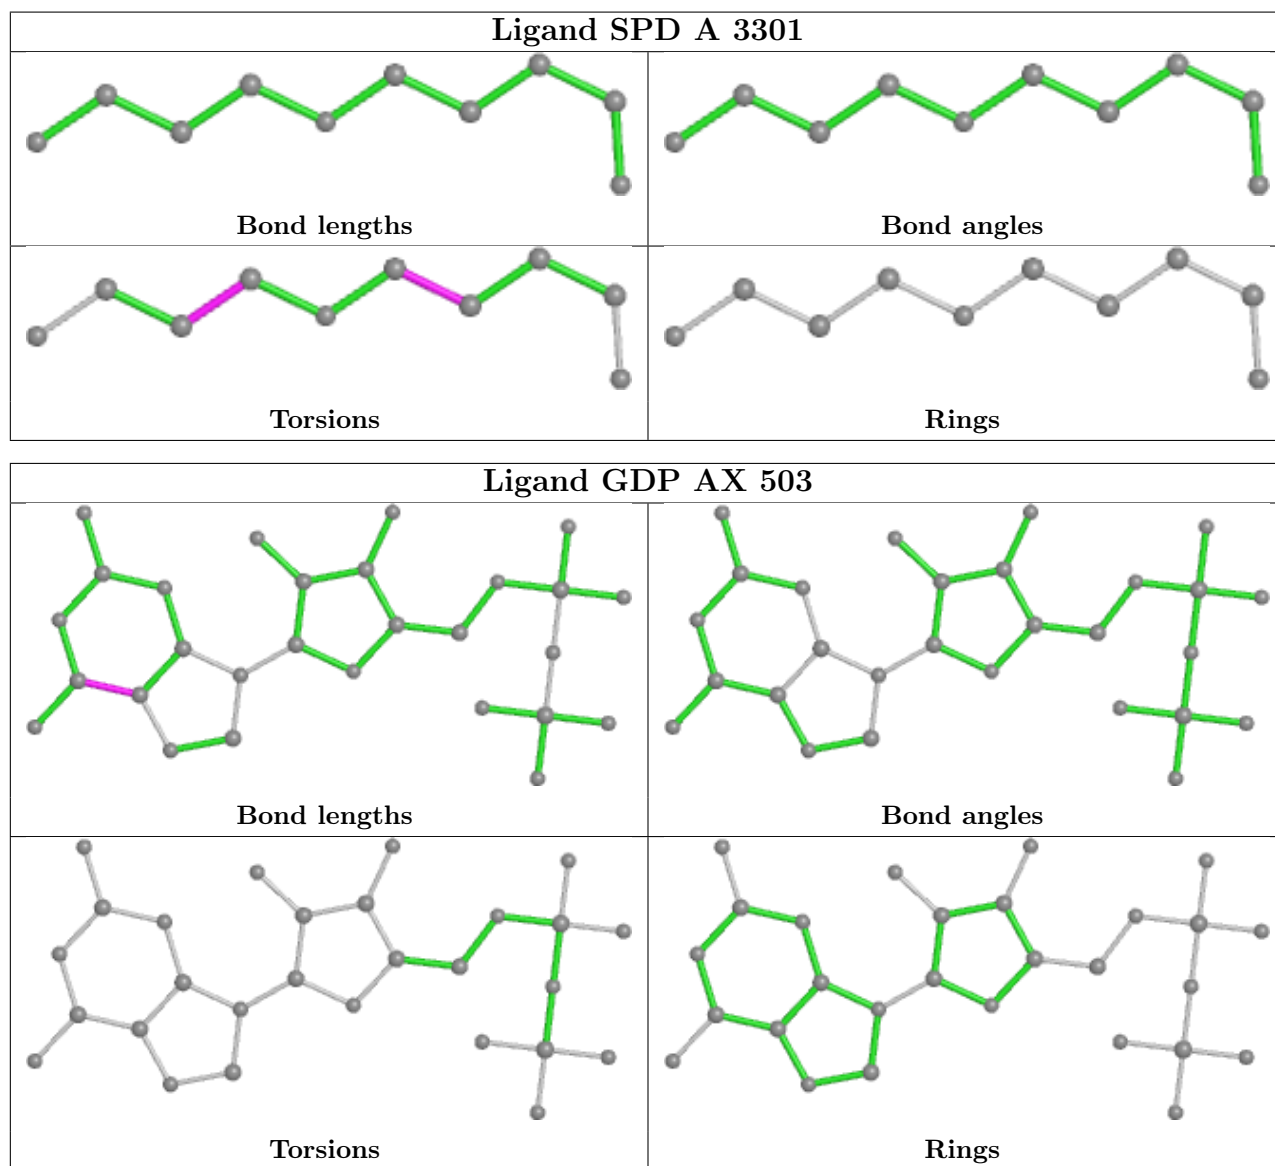 Ligand SPD A 3301
Bond lengths
Bond angles
Torsions
Rings
Ligand GDP AX 503
Bond lengths
Bond angles
Torsions
Rings